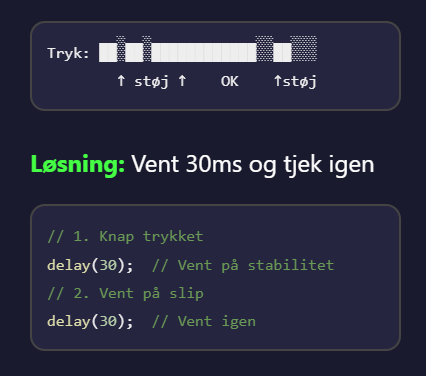 Tryk: ██░██░████████████░░██░░░
↑ støj ↑ OK ↑støj
Løsning: Vent 30ms og tjek igen
// 1. Knap trykket
delay(30); // Vent på stabilitet
// 2. Vent på slip
delay(30); // Vent igen